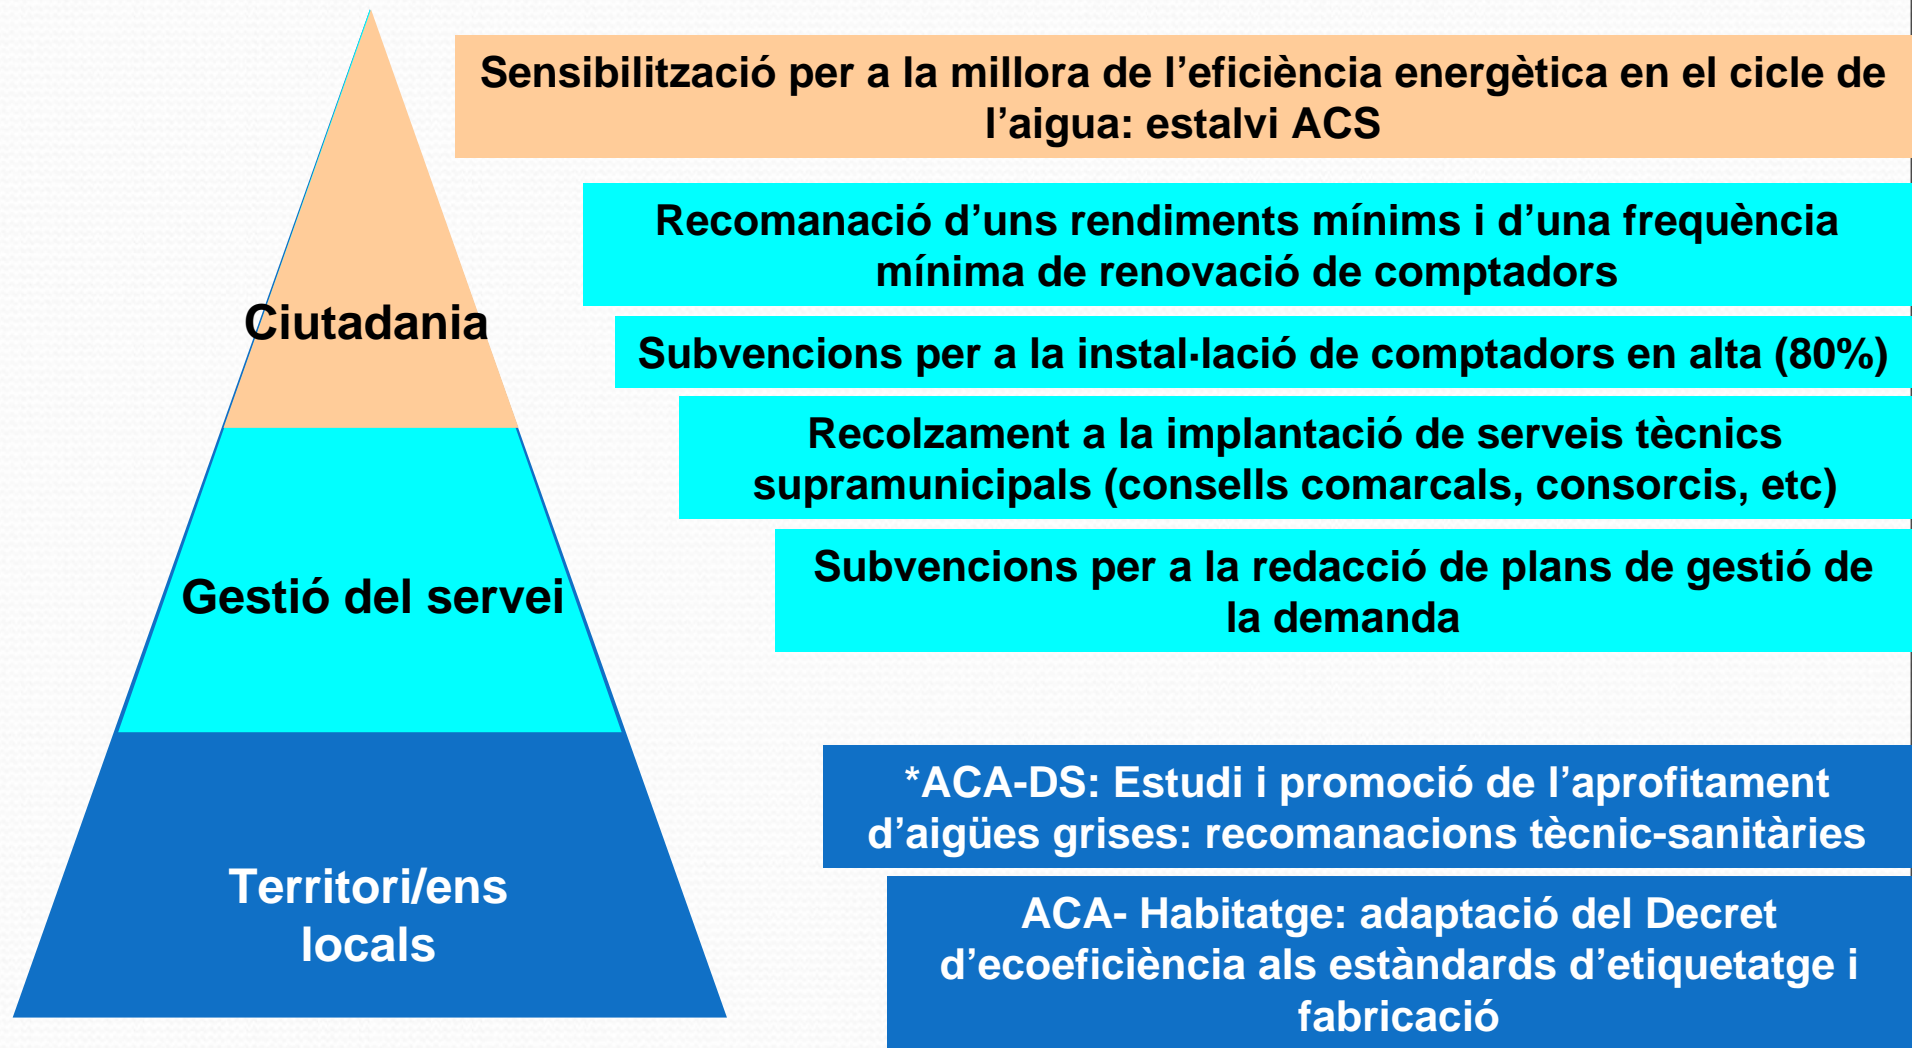 Sensibilització per a la millora de l’eficiència energètica en el cicle de
l’aigua: estalvi ACS
Recomanació d’uns rendiments mínims i d’una frequència
mínima de renovació de comptadors
Ciutadania
Subvencions per a la instal·lació de comptadors en alta (80%)
Recolzament a la implantació de serveis tècnics
supramunicipals (consells comarcals, consorcis, etc)
Gestió del servei
Subvencions per a la redacció de plans de gestió de
la demanda
*ACA-DS: Estudi i promoció de l’aprofitament
d’aigües grises: recomanacions tècnic-sanitàries
Territori/ens
locals
ACA- Habitatge: adaptació del Decret
d’ecoeficiència als estàndards d’etiquetatge i
fabricació